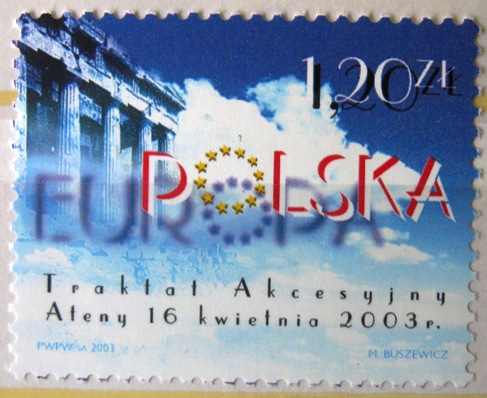 1,20 ZŁ
POLSKA
EUROPA
Traktat Akcesyjny
Ateny 16 kwietnia 2003r.
PWPW SA 2003
M. BUSZEWICZ